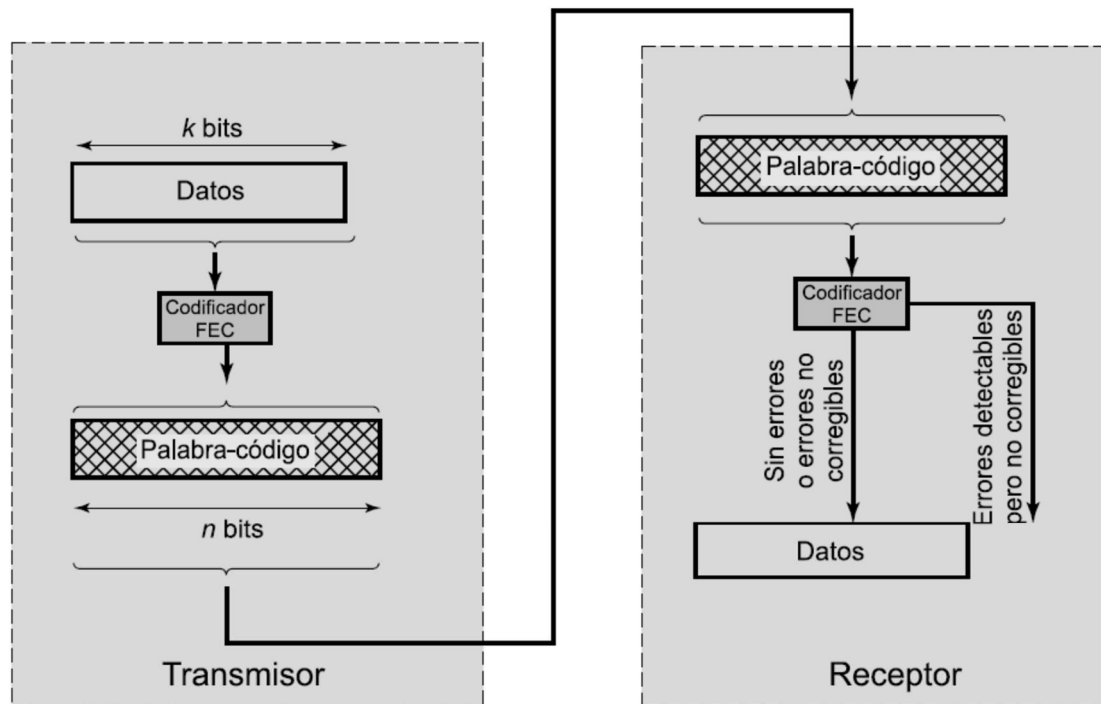 k bits
Datos
Codificador
FEC
Palabra-código
n bits
Transmisor
Palabra-código
Codificador
FEC
Sin errores
o errores no
corregibles
Errores detectables
pero no corregibles
Datos
Receptor